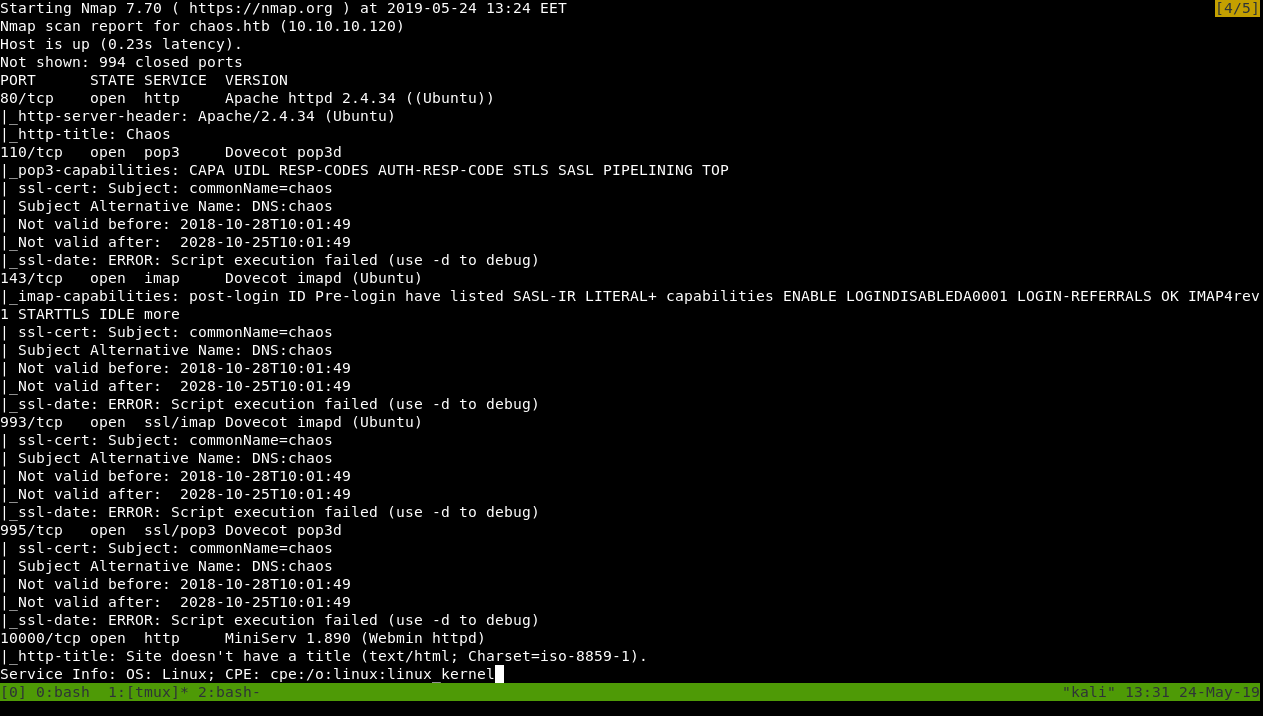 Starting Nmap 7.70 ( https://nmap.org ) at 2019-05-24 13:24 EET [4/5]
Nmap scan report for chaos.htb (10.10.10.120)
Host is up (0.23s latency).
Not shown: 994 closed ports
PORT      STATE SERVICE  VERSION
80/tcp    open  http     Apache httpd 2.4.34 ((Ubuntu))
|_http-server-header: Apache/2.4.34 (Ubuntu)
|_http-title: Chaos
110/tcp   open  pop3     Dovecot pop3d
|_pop3-capabilities: CAPA UIDL RESP-CODES AUTH-RESP-CODE STLS SASL PIPELINING TOP
| ssl-cert: Subject: commonName=chaos
| Subject Alternative Name: DNS:chaos
| Not valid before: 2018-10-28T10:01:49
|_Not valid after:  2028-10-25T10:01:49
|_ssl-date: ERROR: Script execution failed (use -d to debug)
143/tcp   open  imap     Dovecot imapd (Ubuntu)
|_imap-capabilities: post-login ID Pre-login have listed SASL-IR LITERAL+ capabilities ENABLE LOGINDISABLEDA0001 LOGIN-REFERRALS OK IMAP4rev
1 STARTTLS IDLE more
| ssl-cert: Subject: commonName=chaos
| Subject Alternative Name: DNS:chaos
| Not valid before: 2018-10-28T10:01:49
|_Not valid after:  2028-10-25T10:01:49
|_ssl-date: ERROR: Script execution failed (use -d to debug)
993/tcp   open  ssl/imap Dovecot imapd (Ubuntu)
| ssl-cert: Subject: commonName=chaos
| Subject Alternative Name: DNS:chaos
| Not valid before: 2018-10-28T10:01:49
|_Not valid after:  2028-10-25T10:01:49
|_ssl-date: ERROR: Script execution failed (use -d to debug)
995/tcp   open  ssl/pop3 Dovecot pop3d
| ssl-cert: Subject: commonName=chaos
| Subject Alternative Name: DNS:chaos
| Not valid before: 2018-10-28T10:01:49
|_Not valid after:  2028-10-25T10:01:49
|_ssl-date: ERROR: Script execution failed (use -d to debug)
10000/tcp open  http     MiniServ 1.890 (Webmin httpd)
|_http-title: Site doesn't have a title (text/html; Charset=iso-8859-1).
Service Info: OS: Linux; CPE: cpe:/o:linux:linux_kernel
[0] 0:bash  1:[tmux]* 2:bash- "kali" 13:31 24-May-19